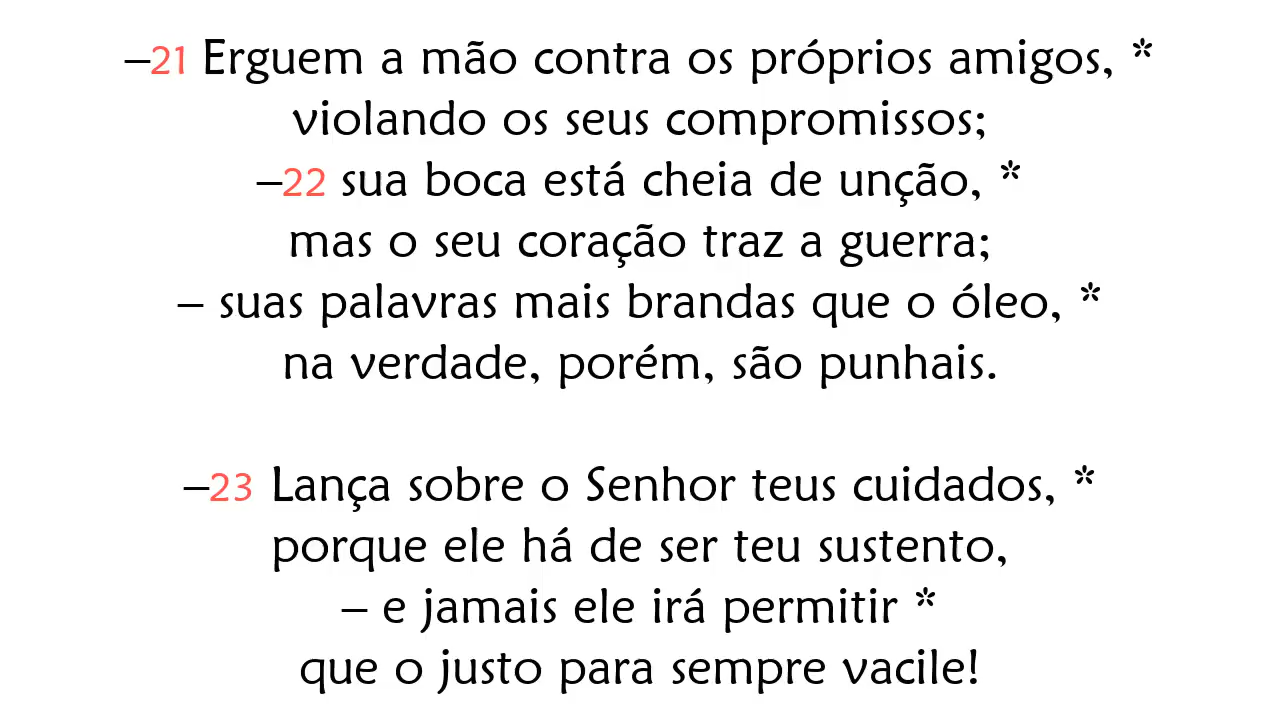 –21 Erguem a mão contra os próprios amigos, *
violando os seus compromissos;
–22 sua boca está cheia de unção, *
mas o seu coração traz a guerra;
– suas palavras mais brandas que o óleo, *
na verdade, porém, são punhais.
–23 Lança sobre o Senhor teus cuidados, *
porque ele há de ser teu sustento,
– e jamais ele irá permitir *
que o justo para sempre vacile!